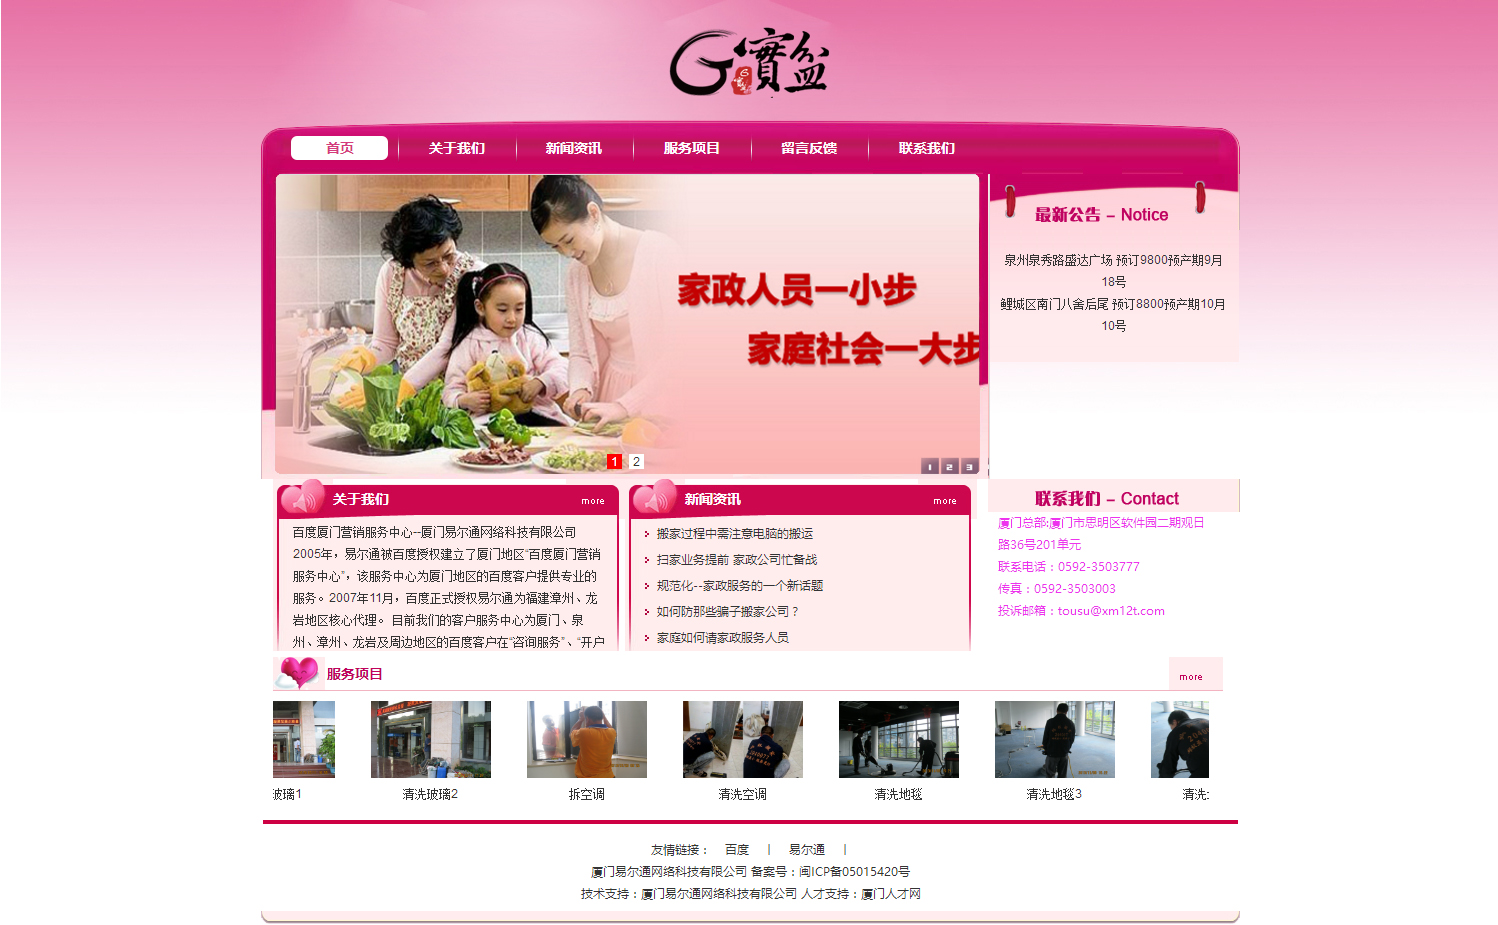 G實盆
首页 关于我们 新闻资讯 服务项目 留言反馈 联系我们
家政人员一小步
家庭社会一大步
1 2
1 2 3
最新公告 – Notice
泉州泉秀路盛达广场 预订9800预产期9月
18号
鲤城区南门八舍后尾 预订8800预产期10月
10号
关于我们 more
百度厦门营销服务中心--厦门易尔通网络科技有限公司
2005年，易尔通被百度授权建立了厦门地区“百度厦门营销
服务中心”，该服务中心为厦门地区的百度客户提供专业的
服务。2007年11月，百度正式授权易尔通为福建漳州、龙
岩地区核心代理。 目前我们的客户服务中心为厦门、泉
州、漳州、龙岩及周边地区的百度客户在“咨询服务”、“开户
新闻资讯 more
搬家过程中需注意电脑的搬运
扫家业务提前 家政公司忙备战
规范化--家政服务的一个新话题
如何防那些骗子搬家公司？
家庭如何请家政服务人员
联系我们 – Contact
厦门总部:厦门市思明区软件园二期观日
路36号201单元
联系电话：0592-3503777
传真：0592-3503003
投诉邮箱：tousu@xm12t.com
服务项目 more
玻璃1
清洗玻璃2
拆空调
清洗空调
清洗地毯
清洗地毯3
清洗:
友情链接： 百度 | 易尔通 |
厦门易尔通网络科技有限公司 备案号：闽ICP备05015420号
技术支持：厦门易尔通网络科技有限公司 人才支持：厦门人才网